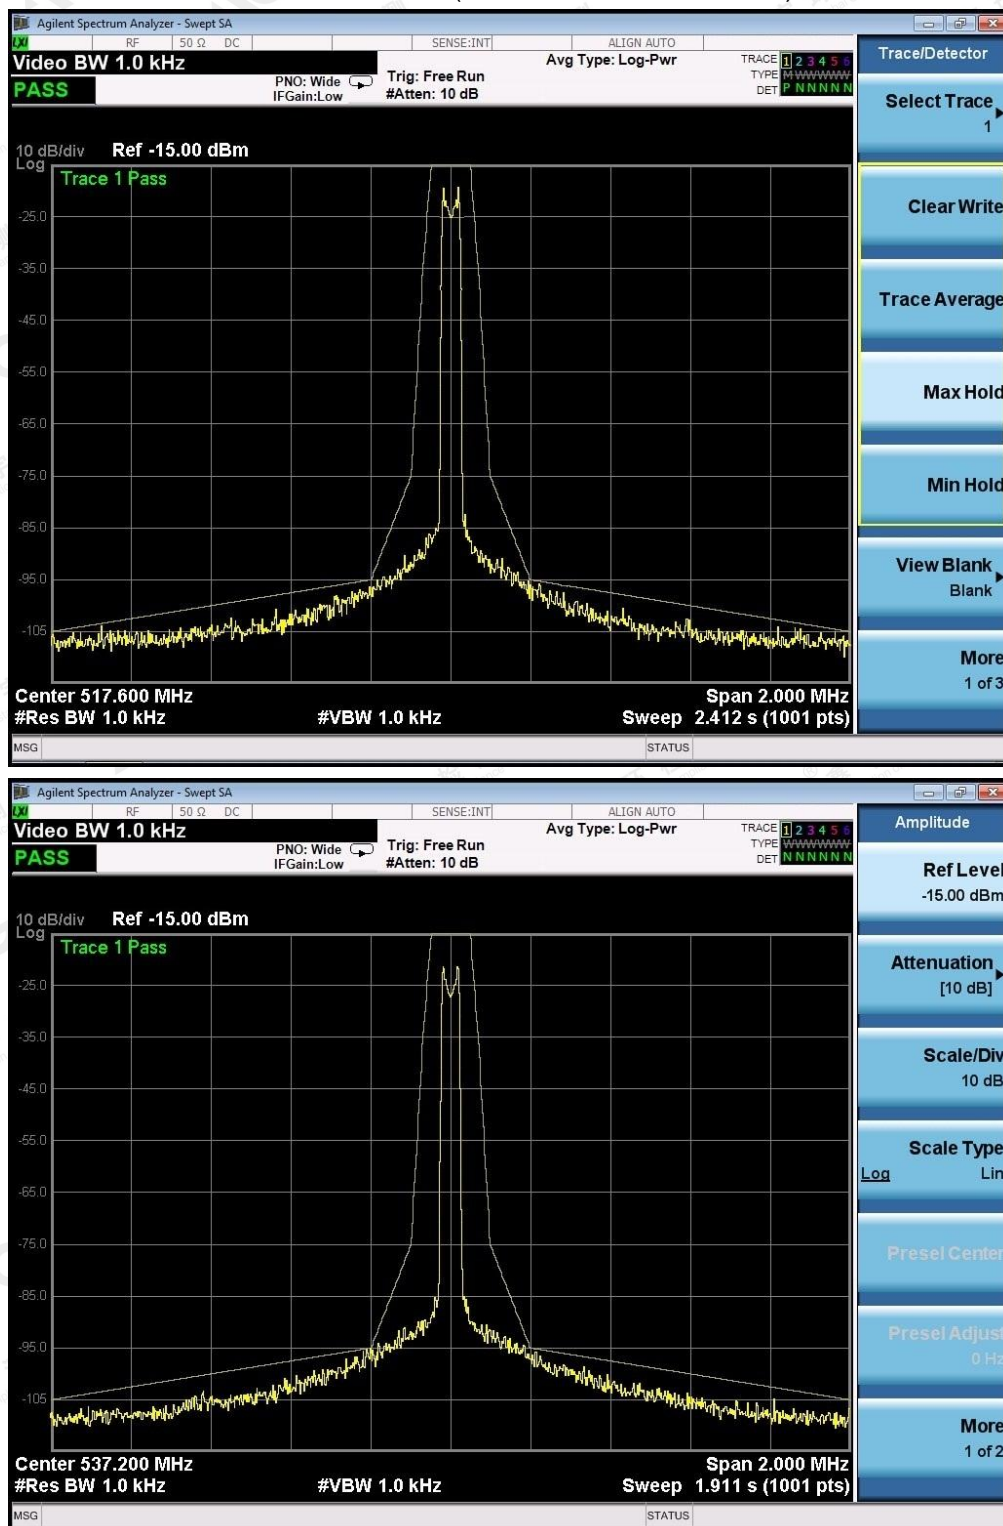 Agilent Spectrum Analyzer - Swept SA
LXI RF 50 Ω DC SENSE:INT ALIGN AUTO
Video BW 1.0 kHz
PASS
PNO: Wide
IFGain:Low
Trig: Free Run
#Atten: 10 dB
Avg Type: Log-Pwr
TRACE 1 2 3 4 5 6
TYPE M WWWWW
DET P N N N N N
10 dB/div Ref -15.00 dBm
Log
Trace 1 Pass
-25.0
-35.0
-45.0
-55.0
-65.0
-75.0
-85.0
-95.0
-105
Center 517.600 MHz
Span 2.000 MHz
#Res BW 1.0 kHz
#VBW 1.0 kHz
Sweep 2.412 s (1001 pts)
MSG
STATUS
Trace/Detector
Select Trace
1
Clear Write
Trace Average
Max Hold
Min Hold
View Blank
Blank
More
1 of 3
Agilent Spectrum Analyzer - Swept SA
LXI RF 50 Ω DC SENSE:INT ALIGN AUTO
Video BW 1.0 kHz
PASS
PNO: Wide
IFGain:Low
Trig: Free Run
#Atten: 10 dB
Avg Type: Log-Pwr
TRACE 1 2 3 4 5 6
TYPE WWWWWW
DET N N N N N N
10 dB/div Ref -15.00 dBm
Log
Trace 1 Pass
-25.0
-35.0
-45.0
-55.0
-65.0
-75.0
-85.0
-95.0
-105
Center 537.200 MHz
Span 2.000 MHz
#Res BW 1.0 kHz
#VBW 1.0 kHz
Sweep 1.911 s (1001 pts)
MSG
STATUS
Amplitude
Ref Level
-15.00 dBm
Attenuation
[10 dB]
Scale/Div
10 dB
Scale Type
Log Lin
Presel Center
Presel Adjust
0 Hz
More
1 of 2